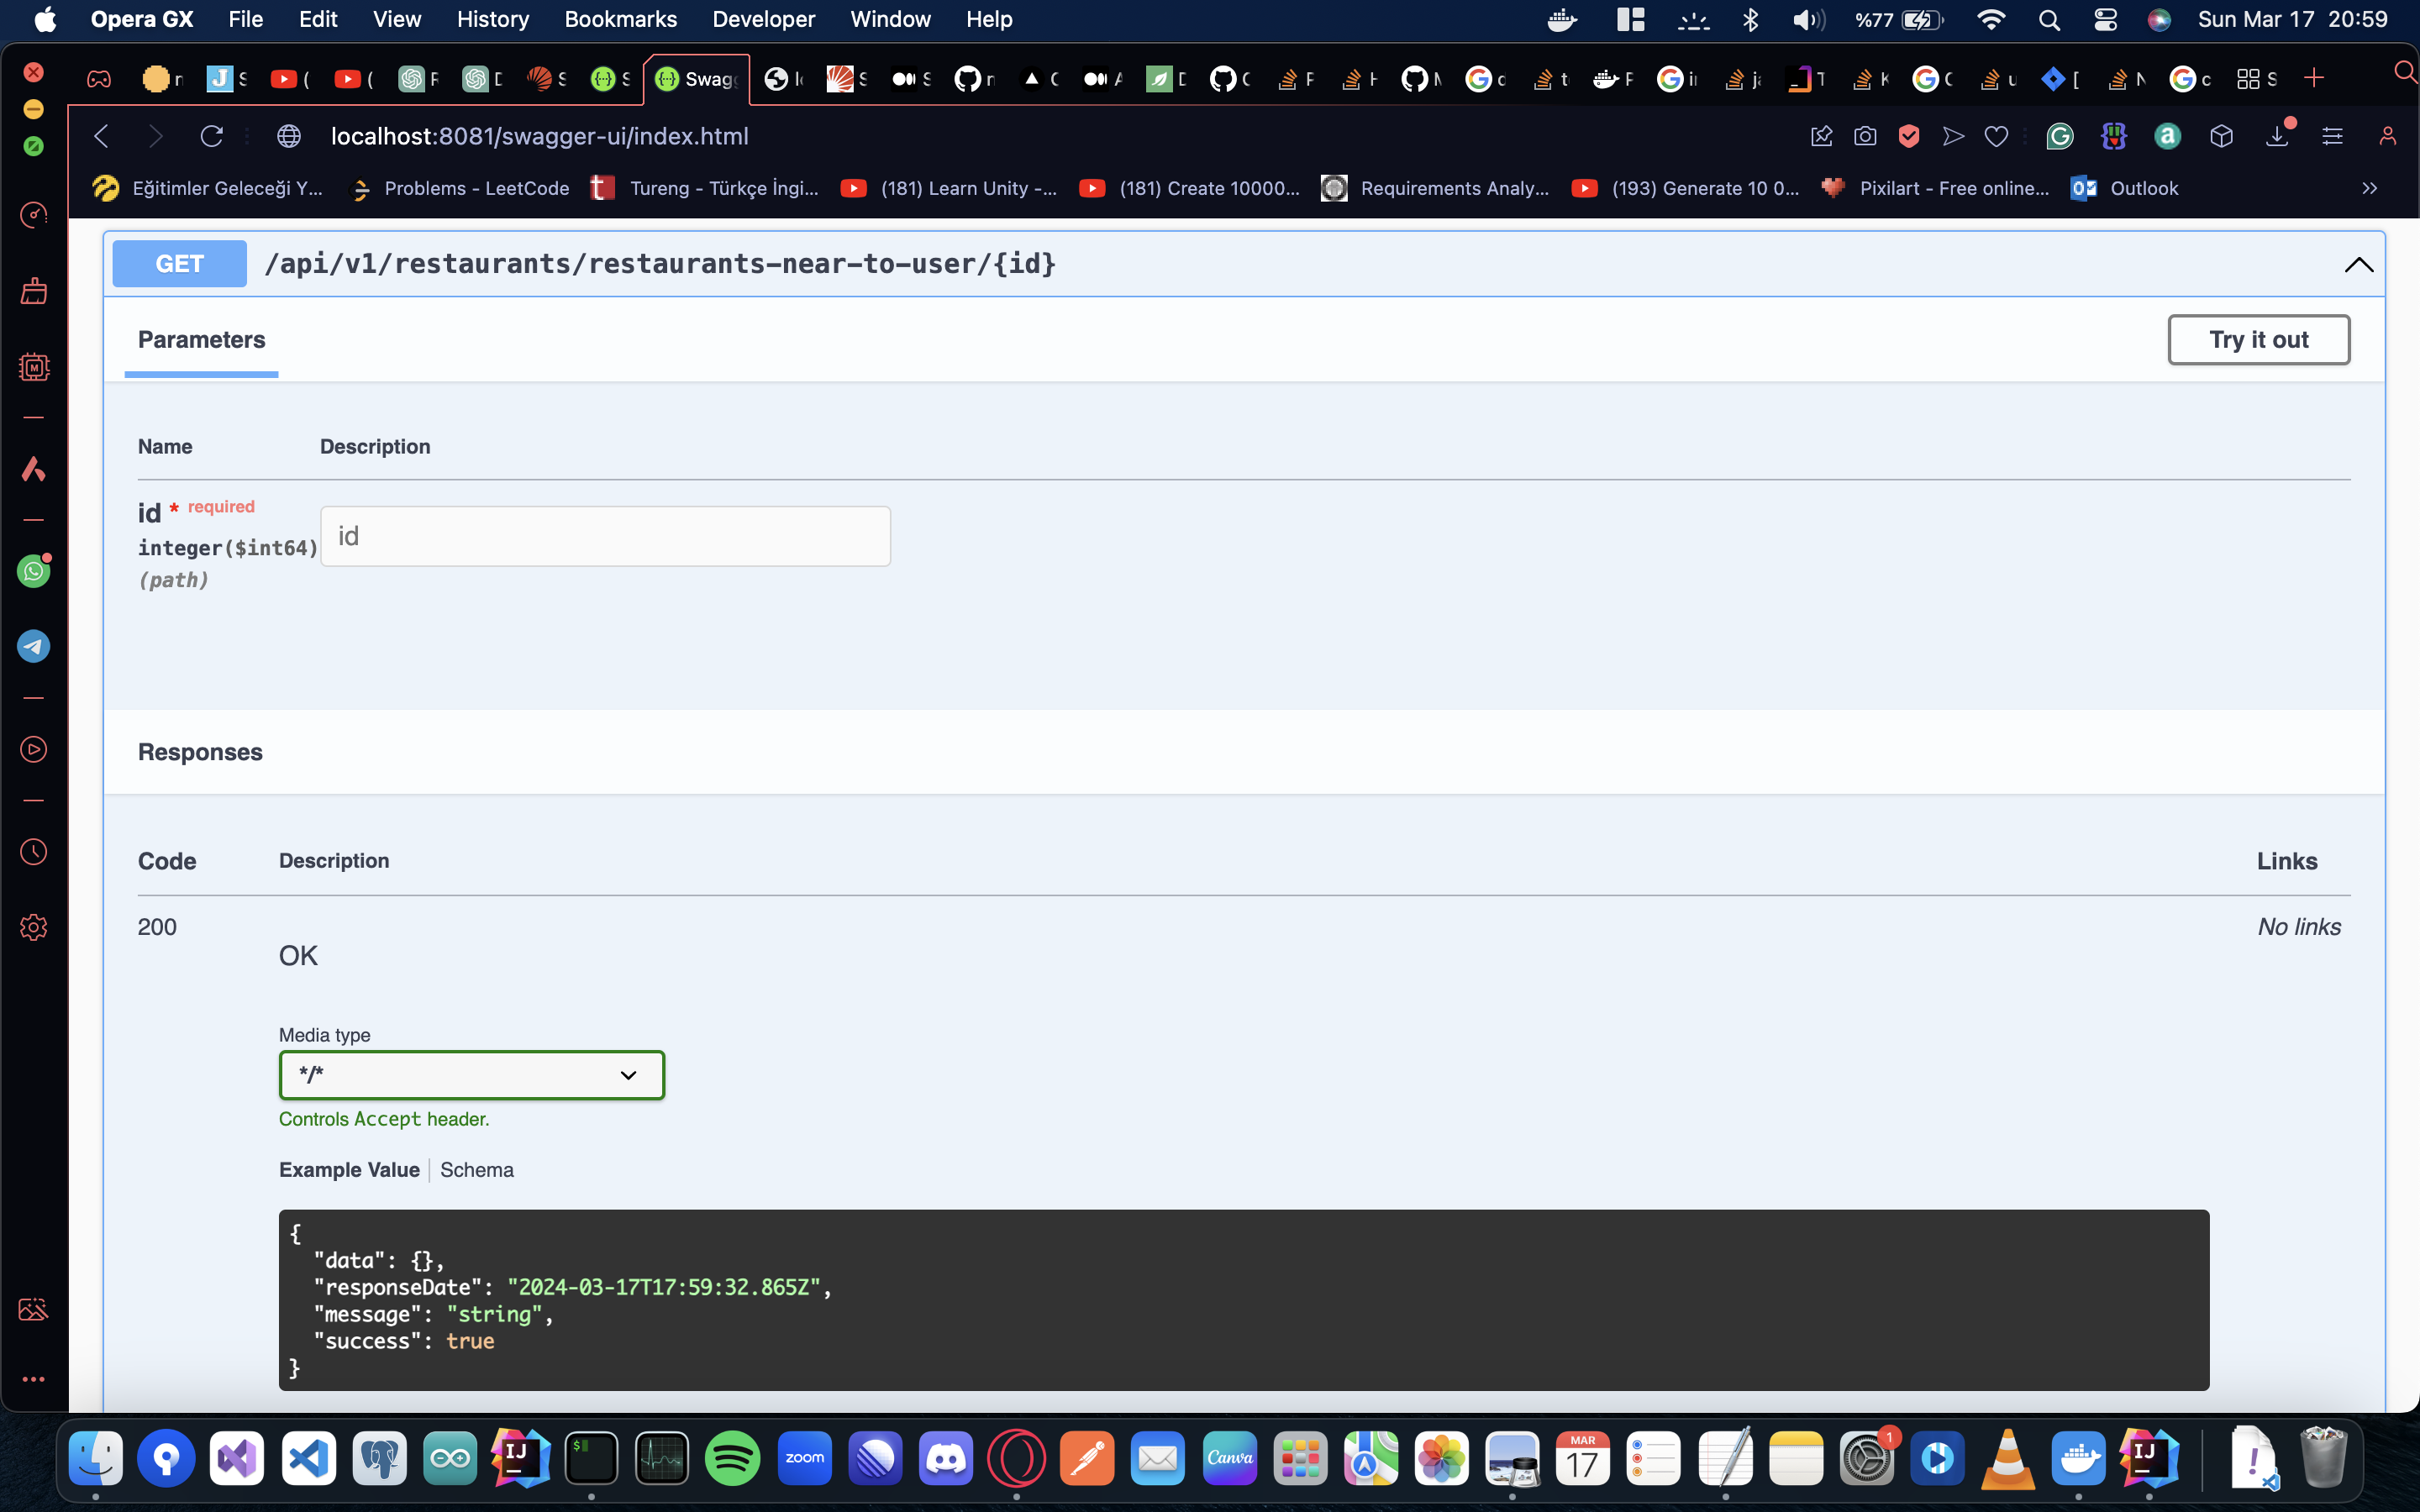 Opera GX File Edit View History Bookmarks Developer Window Help %77 Sun Mar 17 20:59
Swag
localhost:8081/swagger-ui/index.html
Eğitimler Geleceği Y... Problems - LeetCode Tureng - Türkçe İngi... (181) Learn Unity -... (181) Create 10000... Requirements Analy... (193) Generate 10 0... Pixilart - Free online... Outlook
GET /api/v1/restaurants/restaurants-near-to-user/{id}
Parameters Try it out
Name Description
id * required
integer($int64) id
(path)
Responses
Code Description Links
200 No links
OK
Media type
*/*
Controls Accept header.
Example Value Schema
{
"data": {},
"responseDate": "2024-03-17T17:59:32.865Z",
"message": "string",
"success": true
}
IJ zoom Canva MAR 17 1 IJ